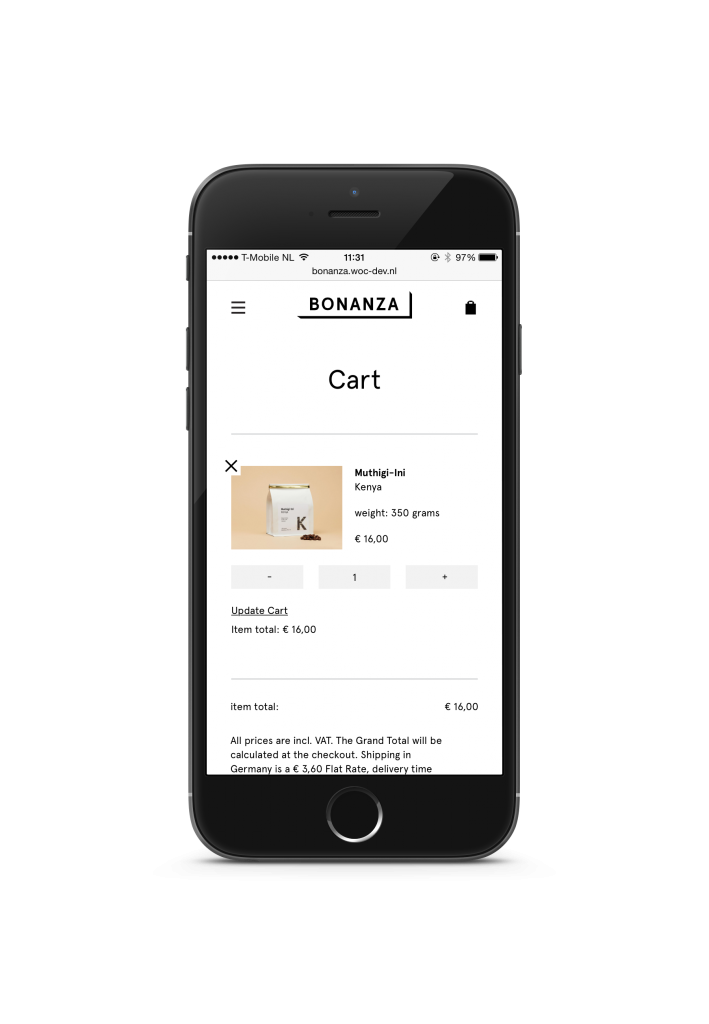 T-Mobile NL 11:31 97%
bonanza.woc-dev.nl
BONANZA
Cart
Muthigi-Ini
Kenya
weight: 350 grams
€ 16,00
K
- 1 +
Update Cart
Item total: € 16,00
item total: € 16,00
All prices are incl. VAT. The Grand Total will be
calculated at the checkout. Shipping in
Germany is a € 3,60 Flat Rate, delivery time